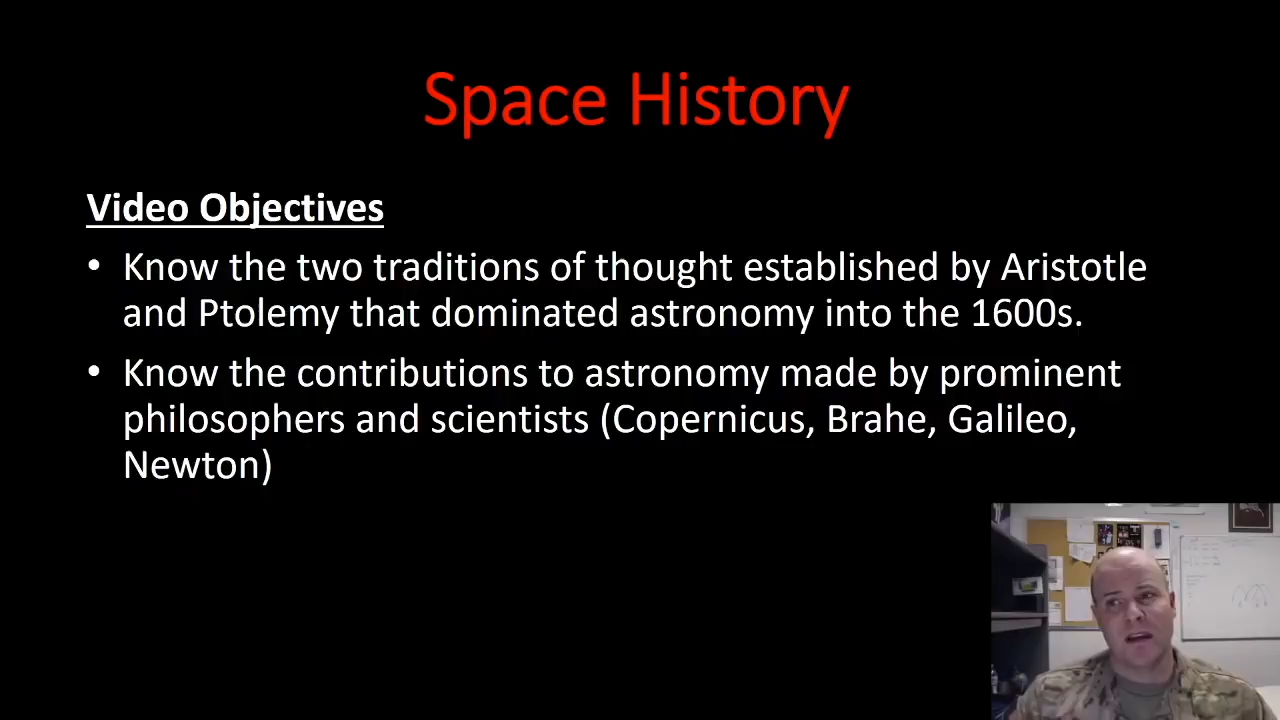 Space History
Video Objectives
• Know the two traditions of thought established by Aristotle
and Ptolemy that dominated astronomy into the 1600s.
• Know the contributions to astronomy made by prominent
philosophers and scientists (Copernicus, Brahe, Galileo,
Newton)